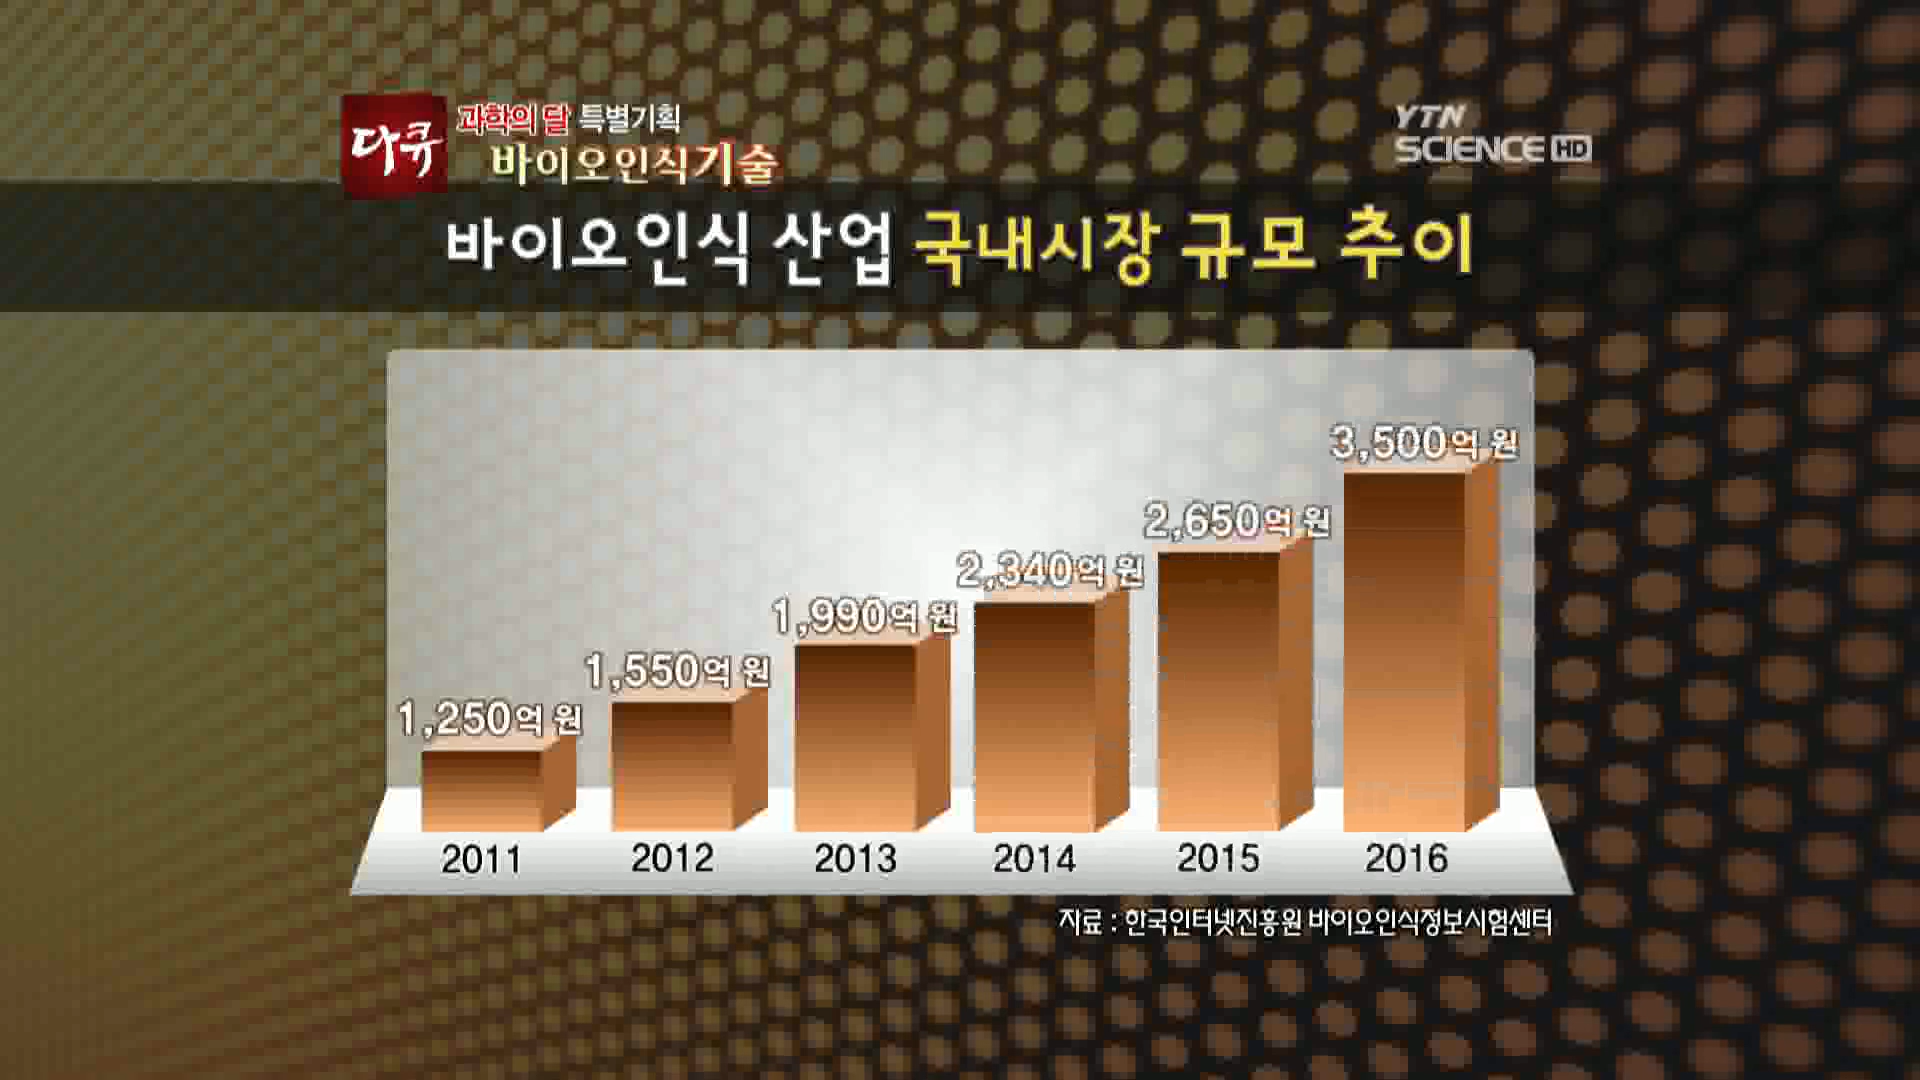 다큐
과학의 달 특별기획
바이오인식기술
YTN
SCIENCE HD
바이오인식 산업 국내시장 규모 추이
1,250억 원
1,550억 원
1,990억 원
2,340억 원
2,650억 원
3,500억 원
2011 2012 2013 2014 2015 2016
자료 : 한국인터넷진흥원 바이오인식정보시험센터